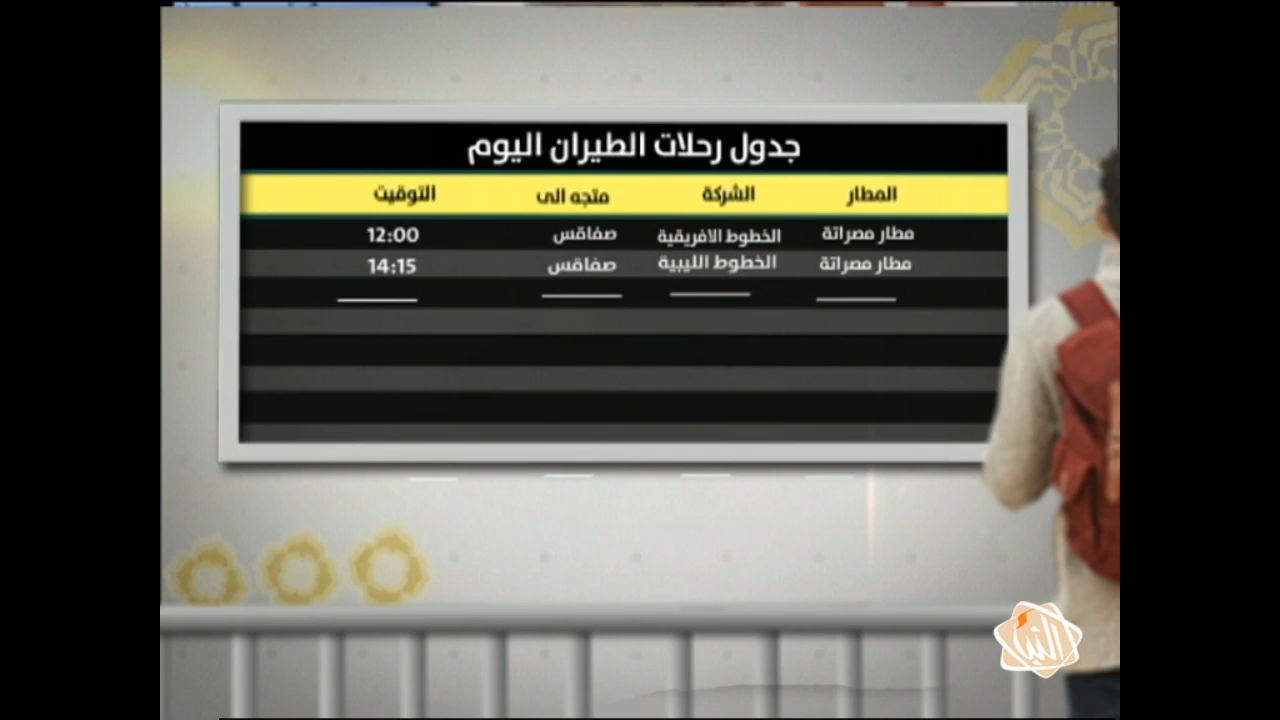 جدول رحلات الطيران اليوم
المطار الشركة متجه الى التوقيت
مطار مصراتة الخطوط الافريقية صفاقس 12:00
مطار مصراتة الخطوط الليبية صفاقس 14:15
النبأ